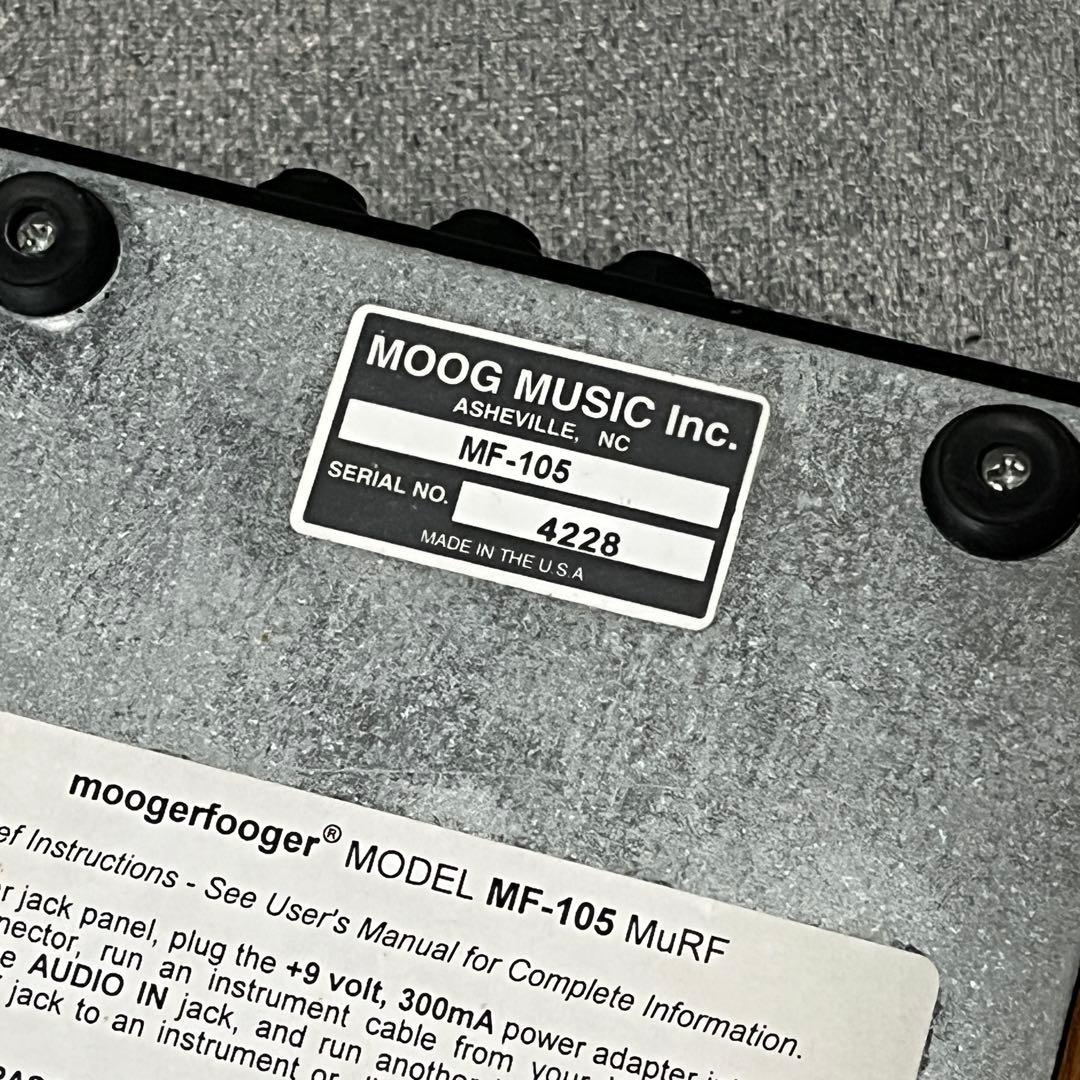 MOOG MUSIC Inc.
ASHEVILLE, NC
MF-105
SERIAL NO. 4228
MADE IN THE U.S.A
moogerfooger® MODEL MF-105 MuRF
Instructions - See User's Manual for Complete Information.
jack panel, plug the +9 volt, 300mA power adapter
run an instrument cable from your
AUDIO IN jack, and run another
jack to an instrument or